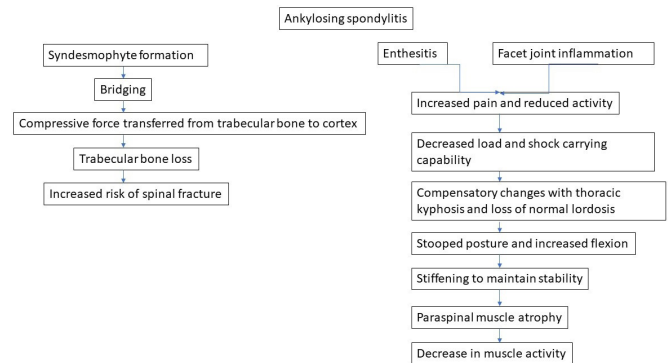 Ankylosing spondylitis
Syndesmophyte formation
Bridging
Compressive force transferred from trabecular bone to cortex
Trabecular bone loss
Increased risk of spinal fracture
Enthesitis
Facet joint inflammation
Increased pain and reduced activity
Decreased load and shock carrying
capability
Compensatory changes with thoracic
kyphosis and loss of normal lordosis
Stooped posture and increased flexion
Stiffening to maintain stability
Paraspinal muscle atrophy
Decrease in muscle activity